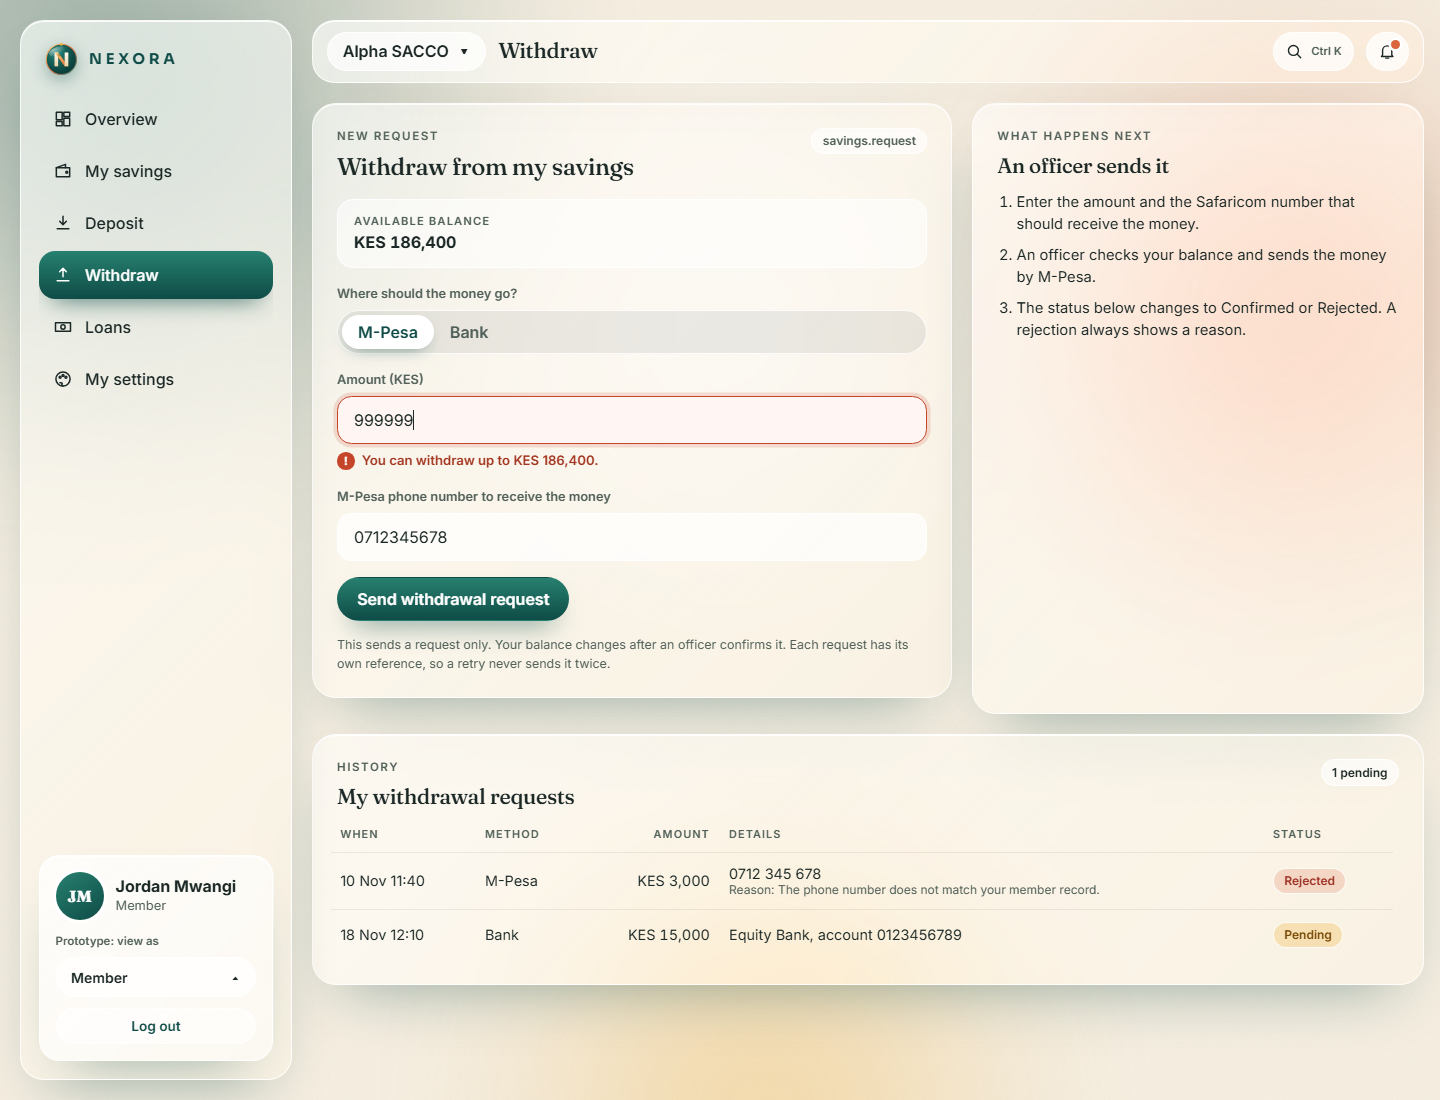 N NEXORA
Overview
My savings
Deposit
Withdraw
Loans
My settings
JM
Jordan Mwangi
Member
Prototype: view as
Member
Log out
Alpha SACCO
Withdraw
Ctrl K
NEW REQUEST
savings.request
Withdraw from my savings
AVAILABLE BALANCE
KES 186,400
Where should the money go?
M-Pesa Bank
Amount (KES)
999999
! You can withdraw up to KES 186,400.
M-Pesa phone number to receive the money
0712345678
Send withdrawal request
This sends a request only. Your balance changes after an officer confirms it. Each request has its
own reference, so a retry never sends it twice.
WHAT HAPPENS NEXT
An officer sends it
1. Enter the amount and the Safaricom number that
should receive the money.
2. An officer checks your balance and sends the money
by M-Pesa.
3. The status below changes to Confirmed or Rejected. A
rejection always shows a reason.
HISTORY
1 pending
My withdrawal requests
WHEN METHOD AMOUNT DETAILS STATUS
10 Nov 11:40 M-Pesa KES 3,000 0712 345 678 Rejected
Reason: The phone number does not match your member record.
18 Nov 12:10 Bank KES 15,000 Equity Bank, account 0123456789 Pending